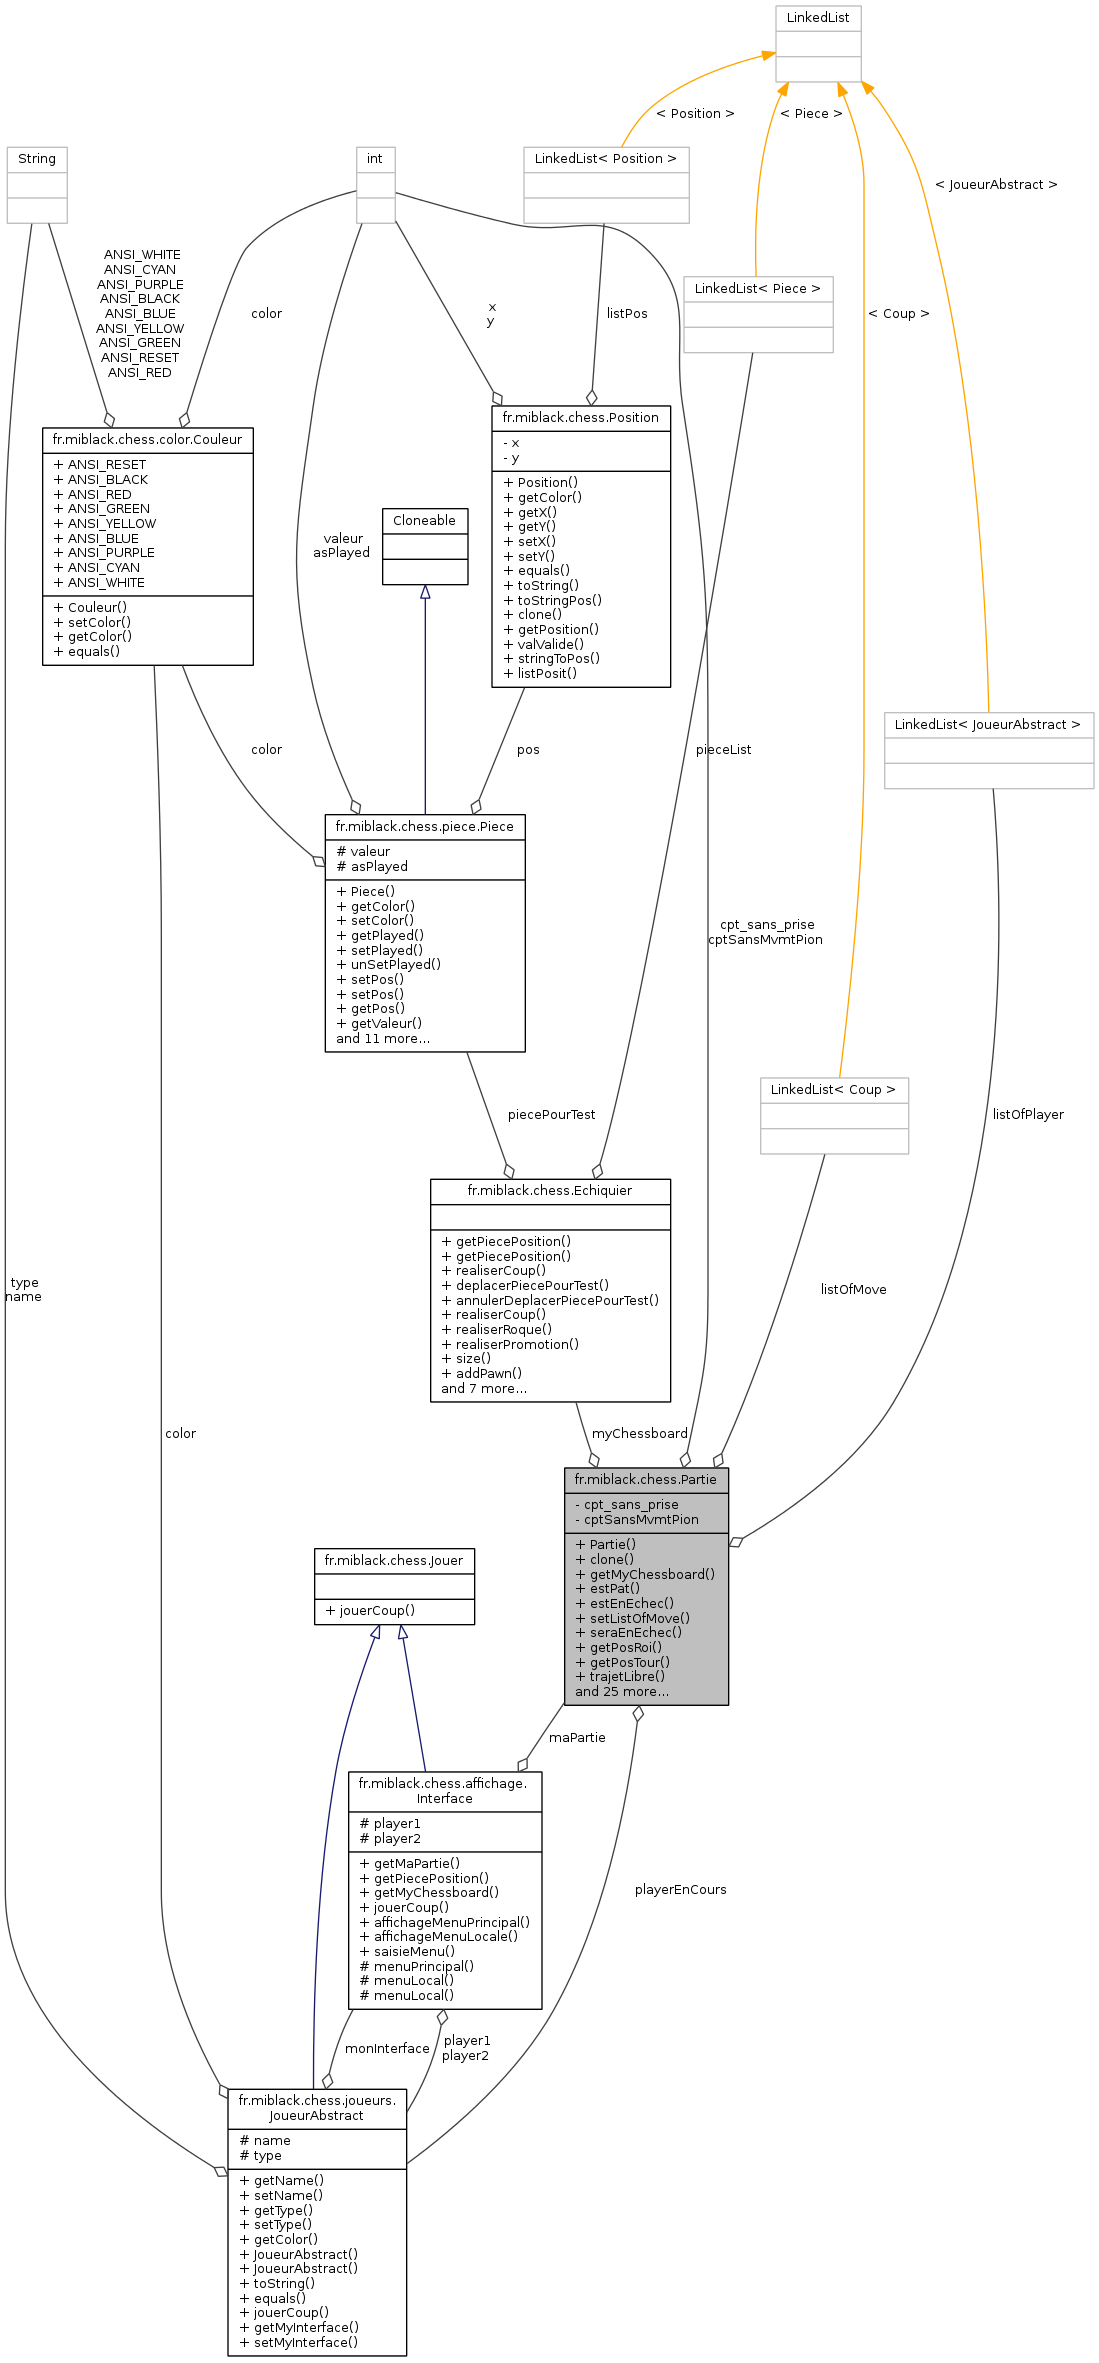 LinkedList
< Position >
< Piece >
< JoueurAbstract >
< Coup >
String
int
LinkedList< Position >
LinkedList< Piece >
ANSI_WHITE
ANSI_CYAN
ANSI_PURPLE
ANSI_BLACK
ANSI_BLUE
ANSI_YELLOW
ANSI_GREEN
ANSI_RESET
ANSI_RED
color
x
y
listPos
fr.miblack.chess.color.Couleur
+ ANSI_RESET
+ ANSI_BLACK
+ ANSI_RED
+ ANSI_GREEN
+ ANSI_YELLOW
+ ANSI_BLUE
+ ANSI_PURPLE
+ ANSI_CYAN
+ ANSI_WHITE
+ Couleur()
+ setColor()
+ getColor()
+ equals()
valeur
asPlayed
Cloneable
fr.miblack.chess.Position
- x
- y
+ Position()
+ getColor()
+ getX()
+ getY()
+ setX()
+ setY()
+ equals()
+ toString()
+ toStringPos()
+ clone()
+ getPosition()
+ valValide()
+ stringToPos()
+ listPosit()
color
pos
pieceList
LinkedList< JoueurAbstract >
fr.miblack.chess.piece.Piece
# valeur
# asPlayed
+ Piece()
+ getColor()
+ setColor()
+ getPlayed()
+ setPlayed()
+ unSetPlayed()
+ setPos()
+ setPos()
+ getPos()
+ getValeur()
and 11 more...
cpt_sans_prise
cptSansMvmtPion
LinkedList< Coup >
piecePourTest
listOfPlayer
fr.miblack.chess.Echiquier
+ getPiecePosition()
+ getPiecePosition()
+ realiserCoup()
+ deplacerPiecePourTest()
+ annulerDeplacerPiecePourTest()
+ realiserCoup()
+ realiserRoque()
+ realiserPromotion()
+ size()
+ addPawn()
and 7 more...
type
name
listOfMove
color
myChessboard
fr.miblack.chess.Partie
- cpt_sans_prise
- cptSansMvmtPion
+ Partie()
+ clone()
+ getMyChessboard()
+ estPat()
+ estEnEchec()
+ setListOfMove()
+ seraEnEchec()
+ getPosRoi()
+ getPosTour()
+ trajetLibre()
and 25 more...
fr.miblack.chess.Jouer
+ jouerCoup()
maPartie
fr.miblack.chess.affichage.
Interface
# player1
# player2
+ getMaPartie()
+ getPiecePosition()
+ getMyChessboard()
+ jouerCoup()
+ affichageMenuPrincipal()
+ affichageMenuLocale()
+ saisieMenu()
# menuPrincipal()
# menuLocal()
# menuLocal()
playerEnCours
monInterface
player1
player2
fr.miblack.chess.joueurs.
JoueurAbstract
# name
# type
+ getName()
+ setName()
+ getType()
+ setType()
+ getColor()
+ JoueurAbstract()
+ JoueurAbstract()
+ toString()
+ equals()
+ jouerCoup()
+ getMyInterface()
+ setMyInterface()